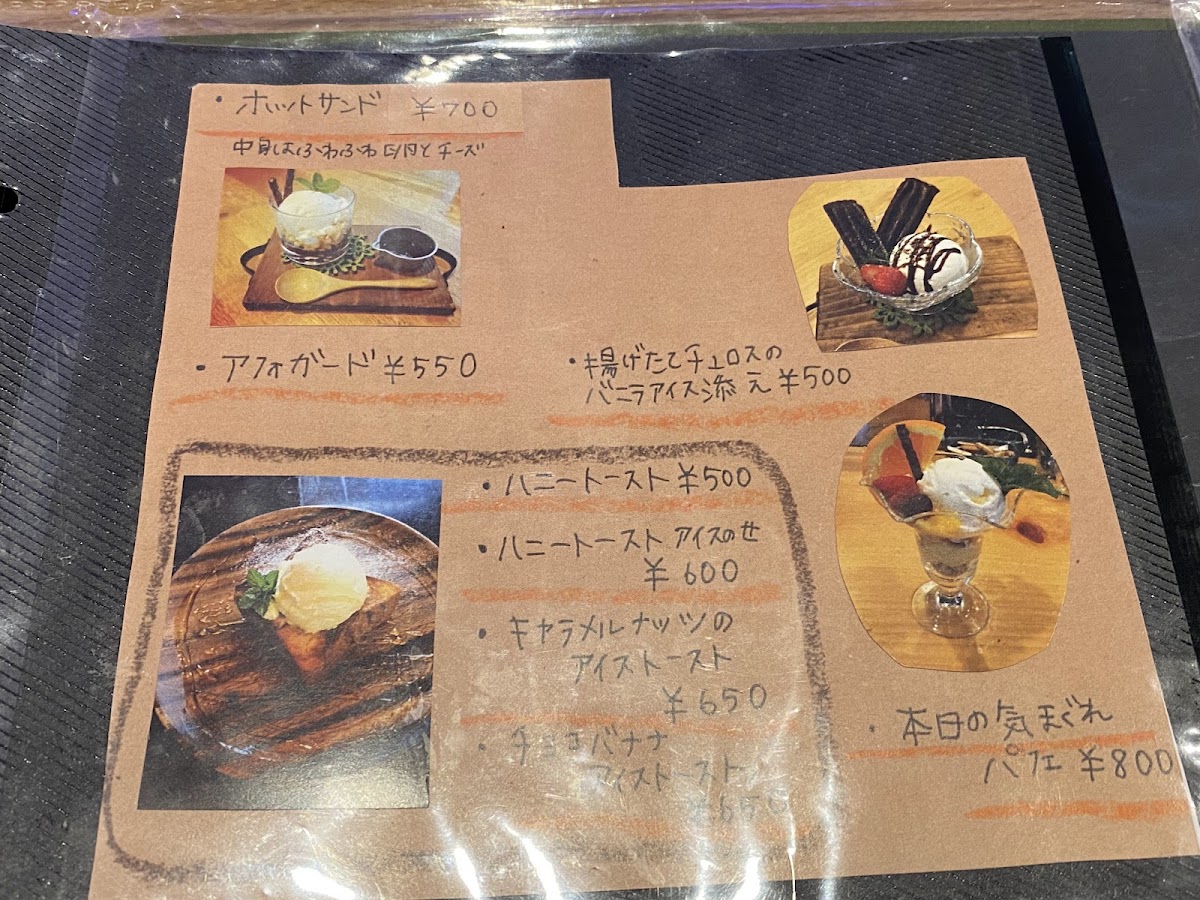 ・ホットサンド ¥700
中身はふわふわ卵とチーズ
・アフォガード ¥550
・揚げたてチュロスの
バニラアイス添え ¥500
・ハニートースト ¥500
・ハニートースト アイスのせ
¥600
・キャラメルナッツの
アイストースト
¥650
・チョコバナナ
アイストースト
¥650
・本日の気まぐれ
パフェ ¥800